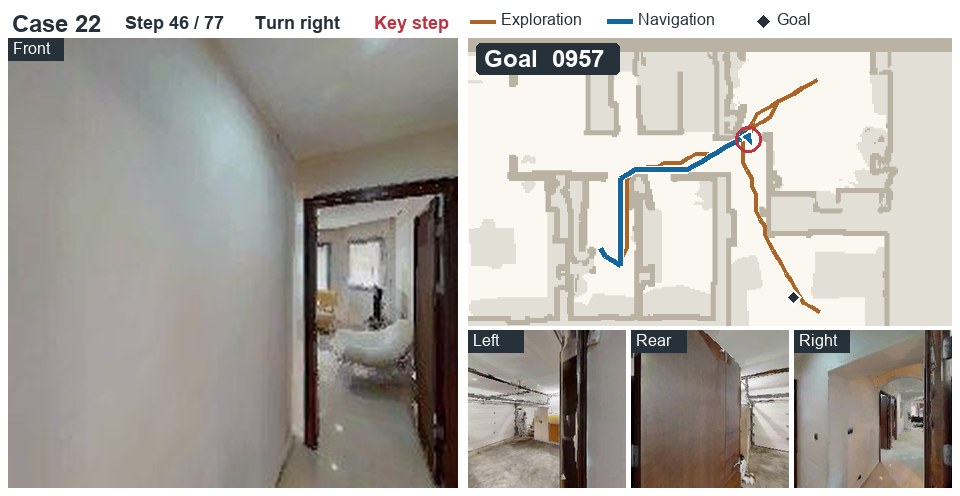 Case 22 Step 46 / 77 Turn right Key step
Exploration Navigation Goal
Front
Goal 0957
Left
Rear
Right